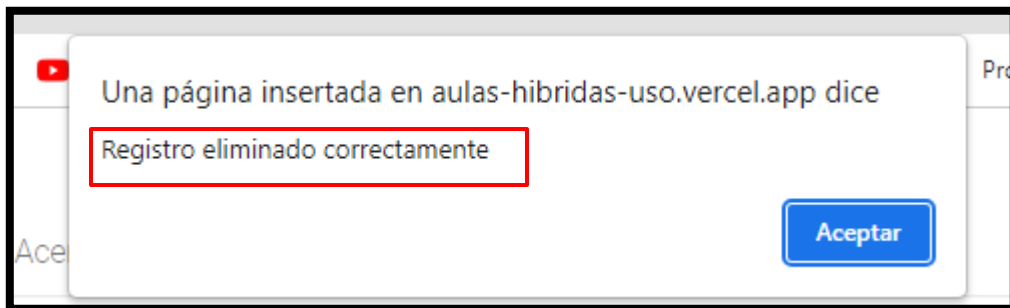 Una página insertada en aulas-hibridas-uso.vercel.app dice
Registro eliminado correctamente
Aceptar